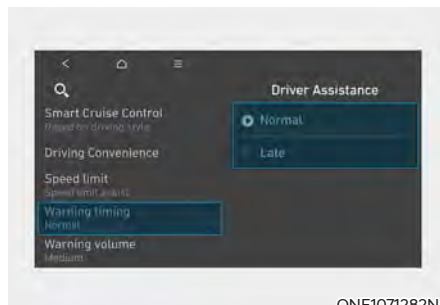 Driver Assistance
Smart Cruise Control
Based on driving style
Driving Convenience
Speed limit
Speed limit assist
Warning timing
Normal
Warning volume
Medium
Normal
Late
ONE1071282N